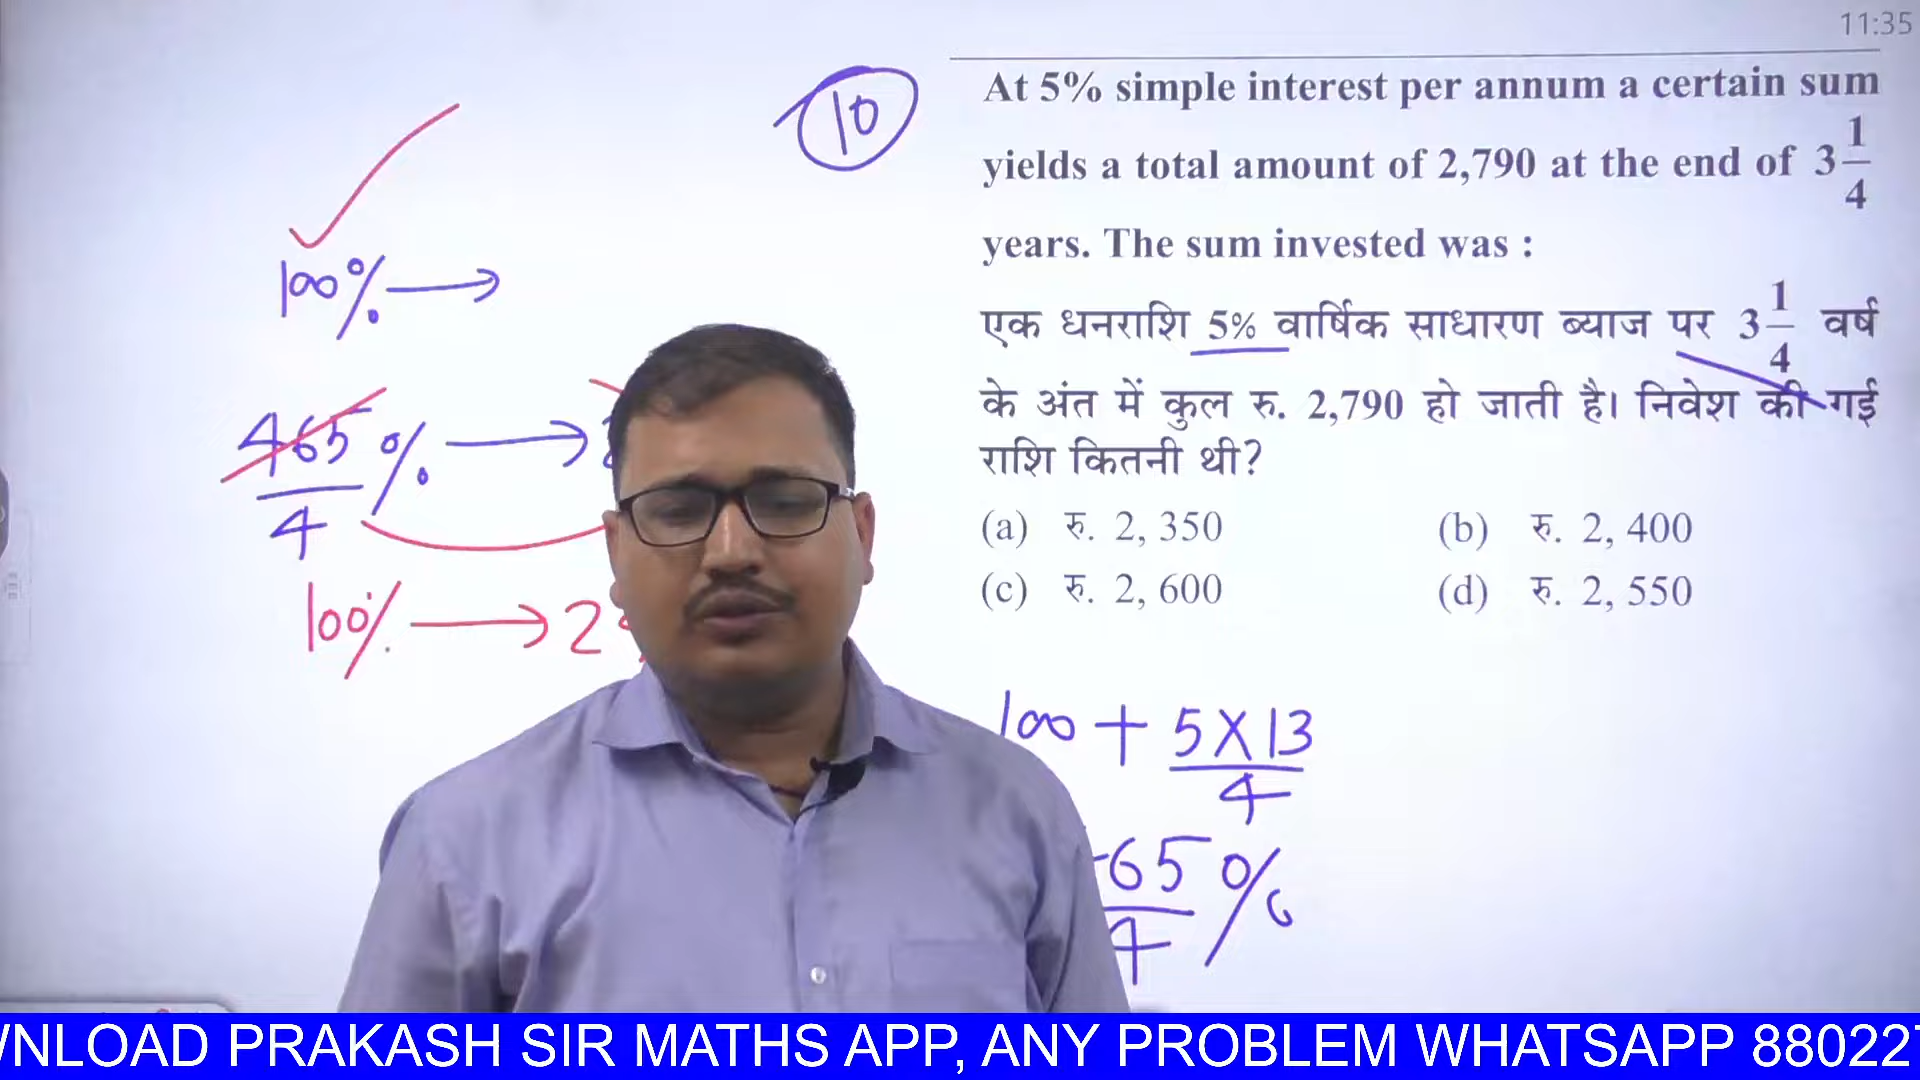 11:35
10
At 5% simple interest per annum a certain sum
yields a total amount of 2,790 at the end of 3 1/4
years. The sum invested was :
एक धनराशि 5% वार्षिक साधारण ब्याज पर 3 1/4 वर्ष
के अंत में कुल रु. 2,790 हो जाती है। निवेश की गई
राशि कितनी थी?
(a) रु. 2, 350 (b) रु. 2, 400
(c) रु. 2, 600 (d) रु. 2, 550
100% →
465/4 % →
100% → 2
100 + 5X13/4
65/4 %
PRAKASH SIR MATHS APP, ANY PROBLEM WHATSAPP 88022